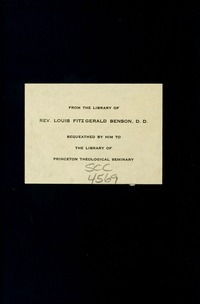 FROM THE LIBRARY OF
REV. LOUIS FITZGERALD BENSON, D. D.
BEQUEATHED BY HIM TO
THE LIBRARY OF
PRINCETON THEOLOGICAL SEMINARY
SCC
4569